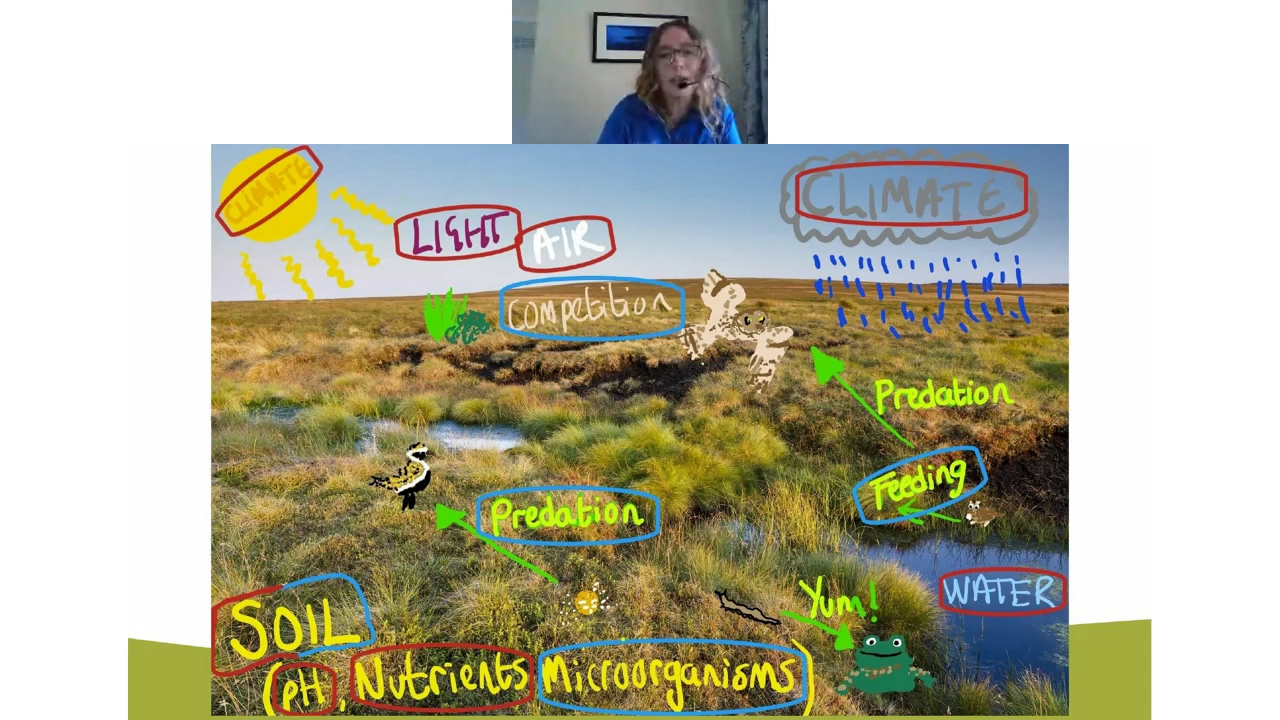 CLIMATE
CLIMATE
LIGHT
AIR
Competition
Predation
Feeding
Predation
Yum!
WATER
SOIL
(pH, Nutrients Microorganisms)